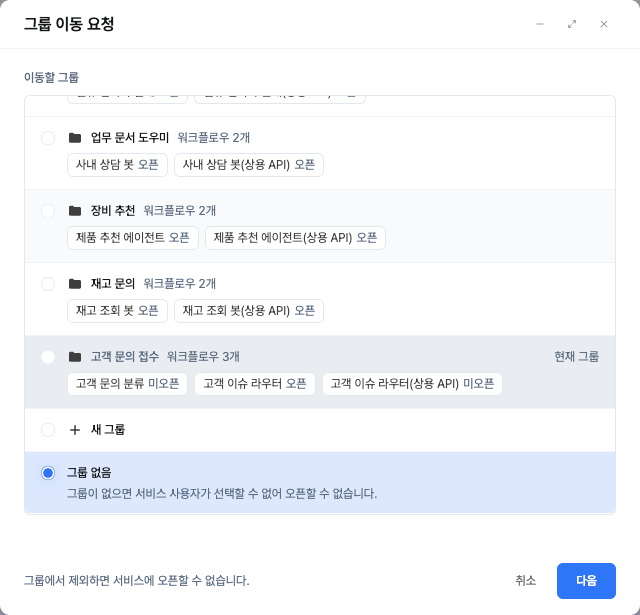 그룹 이동 요청
이동할 그룹
업무 문서 도우미 워크플로우 2개
사내 상담 봇 오픈 사내 상담 봇(상용 API) 오픈
장비 추천 워크플로우 2개
제품 추천 에이전트 오픈 제품 추천 에이전트(상용 API) 오픈
재고 문의 워크플로우 2개
재고 조회 봇 오픈 재고 조회 봇(상용 API) 오픈
고객 문의 접수 워크플로우 3개 현재 그룹
고객 문의 분류 미오픈 고객 이슈 라우터 오픈 고객 이슈 라우터(상용 API) 미오픈
새 그룹
그룹 없음
그룹이 없으면 서비스 사용자가 선택할 수 없어 오픈할 수 없습니다.
그룹에서 제외하면 서비스에 오픈할 수 없습니다. 취소 다음